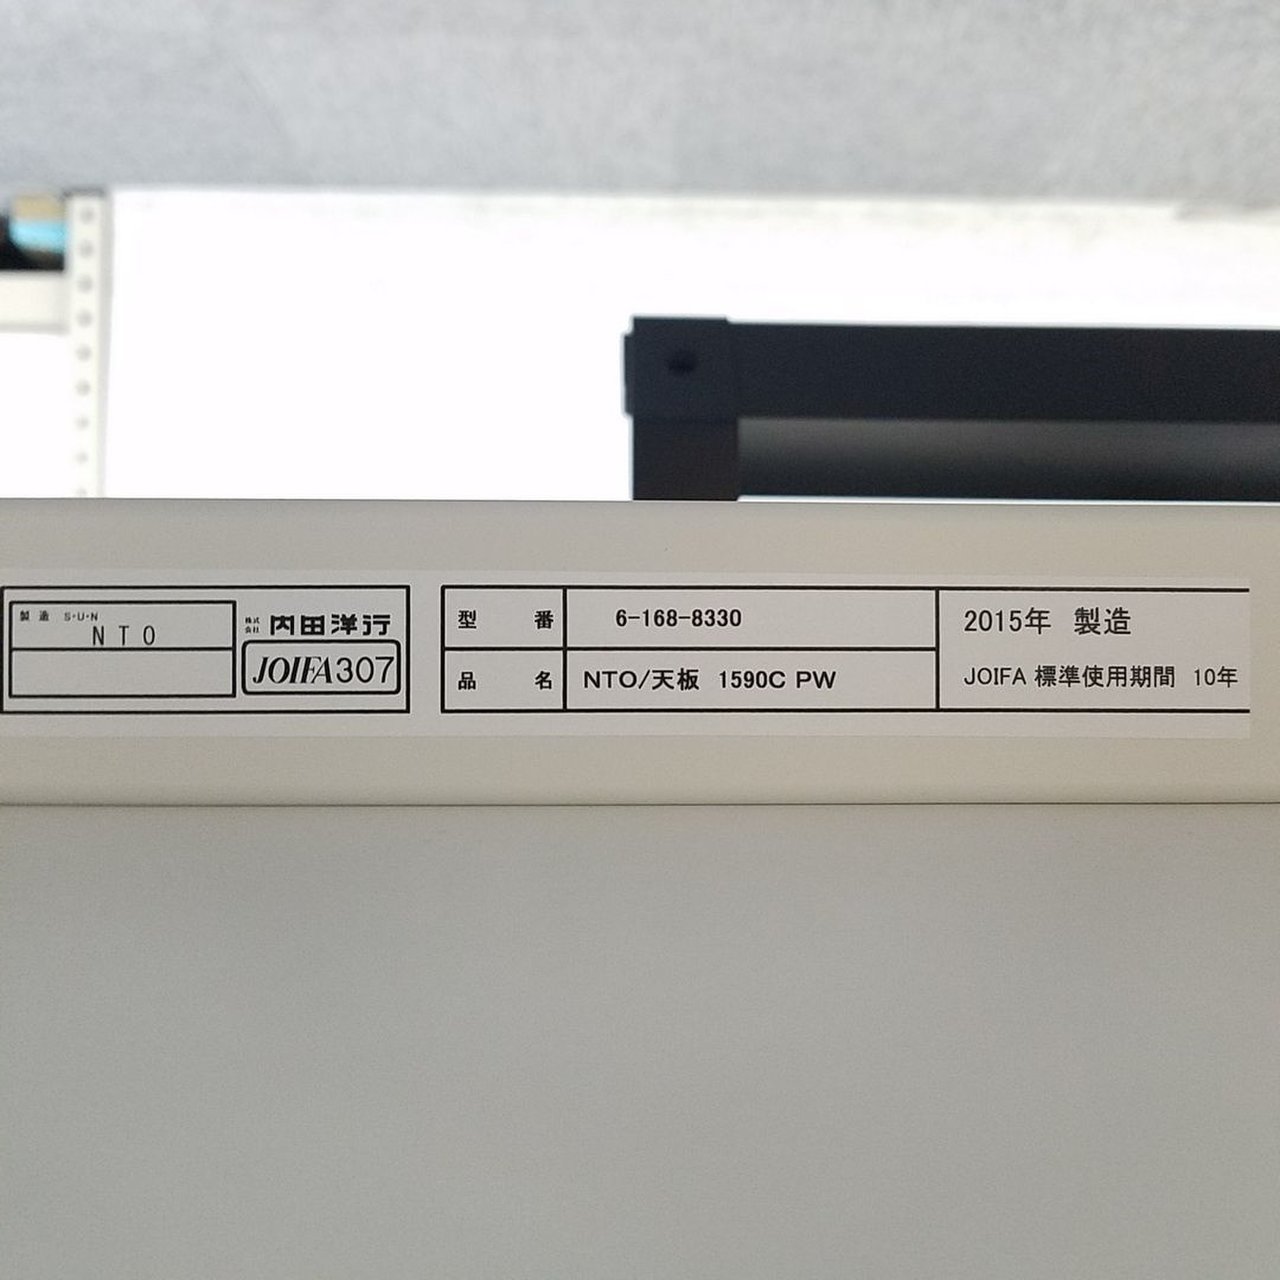 製造 S・U・N
NTO
株式会社 内田洋行
JOIFA307
型番 6-168-8330
品名 NTO/天板 1590C PW
2015年 製造
JOIFA 標準使用期間 10年